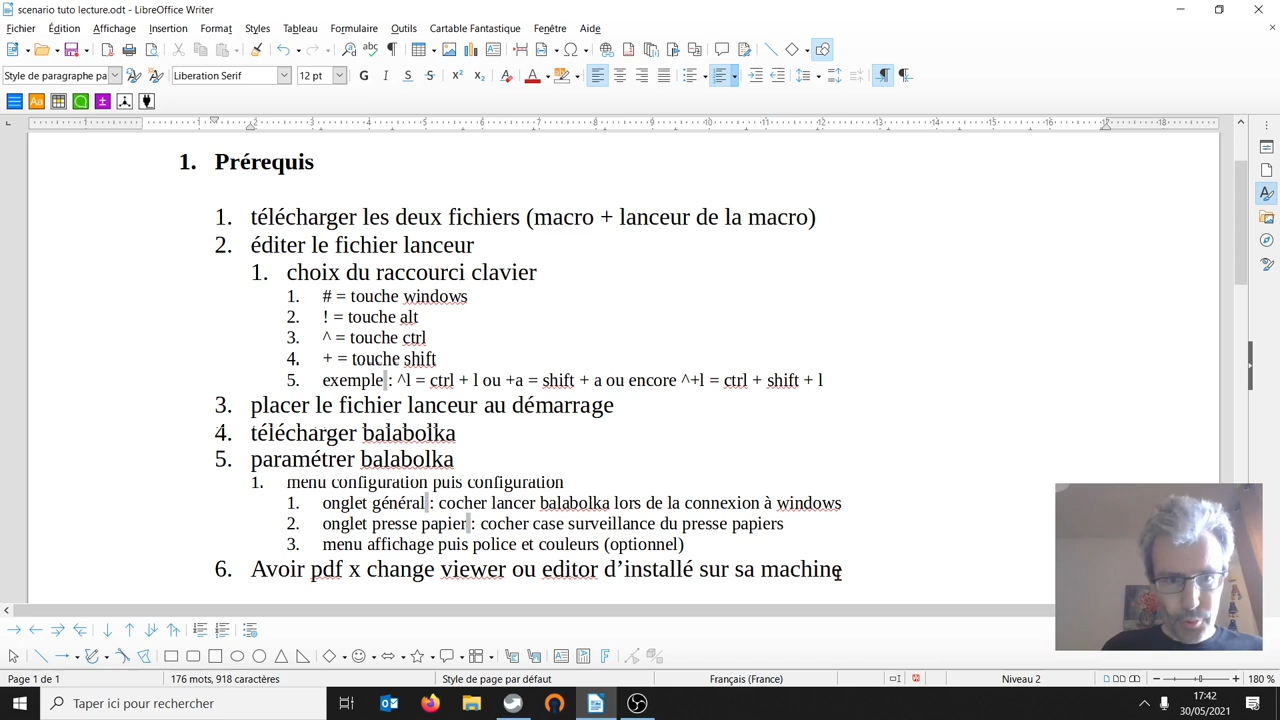 scenario tuto lecture.odt - LibreOffice Writer
Fichier Édition Affichage Insertion Format Styles Tableau Formulaire Outils Cartable Fantastique Fenêtre Aide
Style de paragraphe pa Liberation Serif 12 pt G I S S
1. Prérequis
1. télécharger les deux fichiers (macro + lanceur de la macro)
2. éditer le fichier lanceur
1. choix du raccourci clavier
1. # = touche windows
2. ! = touche alt
3. ^ = touche ctrl
4. + = touche shift
5. exemple : ^l = ctrl + l ou +a = shift + a ou encore ^+l = ctrl + shift + l
3. placer le fichier lanceur au démarrage
4. télécharger balabolka
5. paramétrer balabolka
1. menu configuration puis configuration
1. onglet général : cocher lancer balabolka lors de la connexion à windows
2. onglet presse papier : cocher case surveillance du presse papiers
3. menu affichage puis police et couleurs (optionnel)
6. Avoir pdf x change viewer ou editor d’installé sur sa machine
Page 1 de 1 176 mots, 918 caractères Style de page par défaut Français (France) Niveau 2 180 %
Taper ici pour rechercher
17:42
30/05/2021